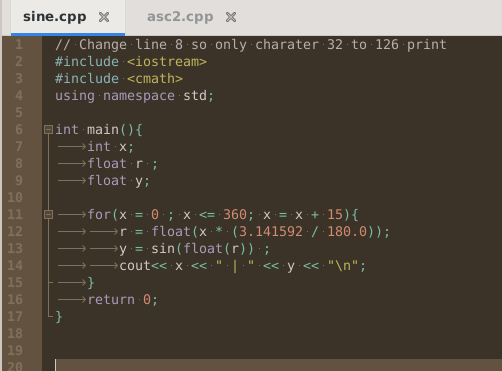 sine.cpp asc2.cpp
1 // Change line 8 so only charater 32 to 126 print
2 #include <iostream>
3 #include <cmath>
4 using namespace std;
5
6 int main(){
7 int x;
8 float r ;
9 float y;
10
11 for(x = 0 ; x <= 360; x = x + 15){
12 r = float(x * (3.141592 / 180.0));
13 y = sin(float(r)) ;
14 cout<< x << " | " << y << "\n";
15 }
16 return 0;
17 }
18
19
20